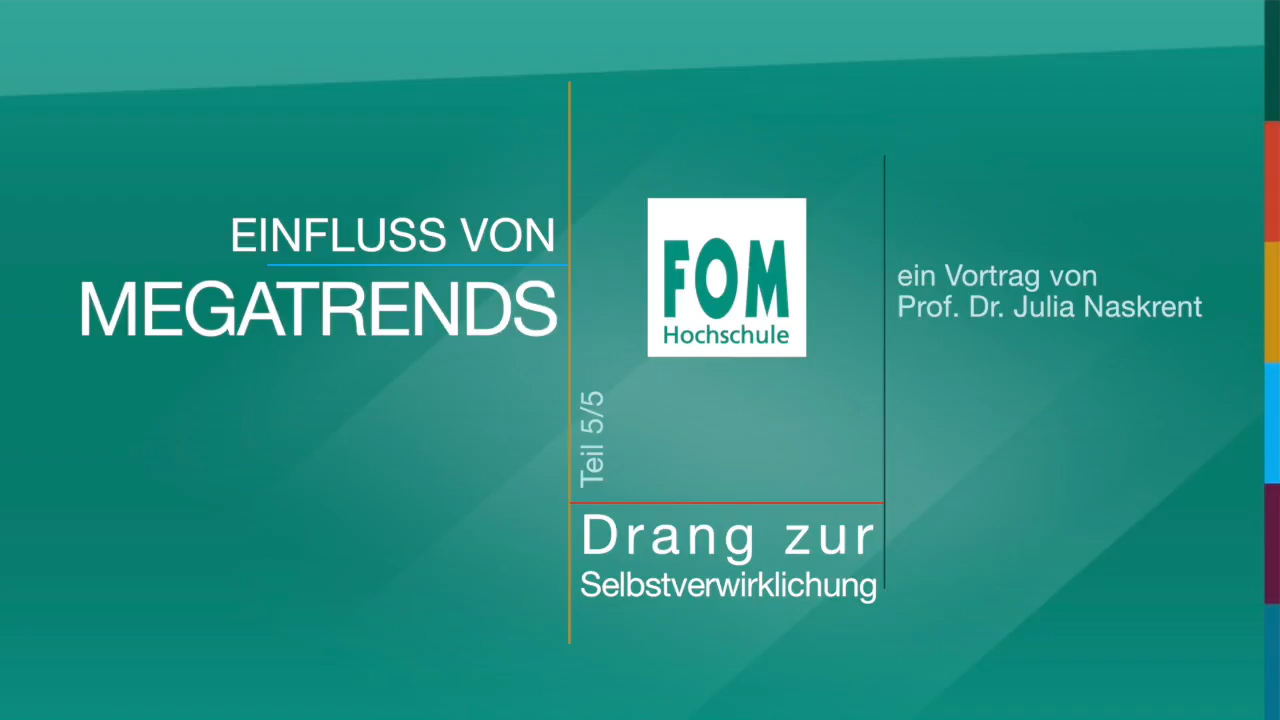 EINFLUSS VON
MEGATRENDS
FOM
Hochschule
ein Vortrag von
Prof. Dr. Julia Naskrent
Teil 5/5
Drang zur
Selbstverwirklichung